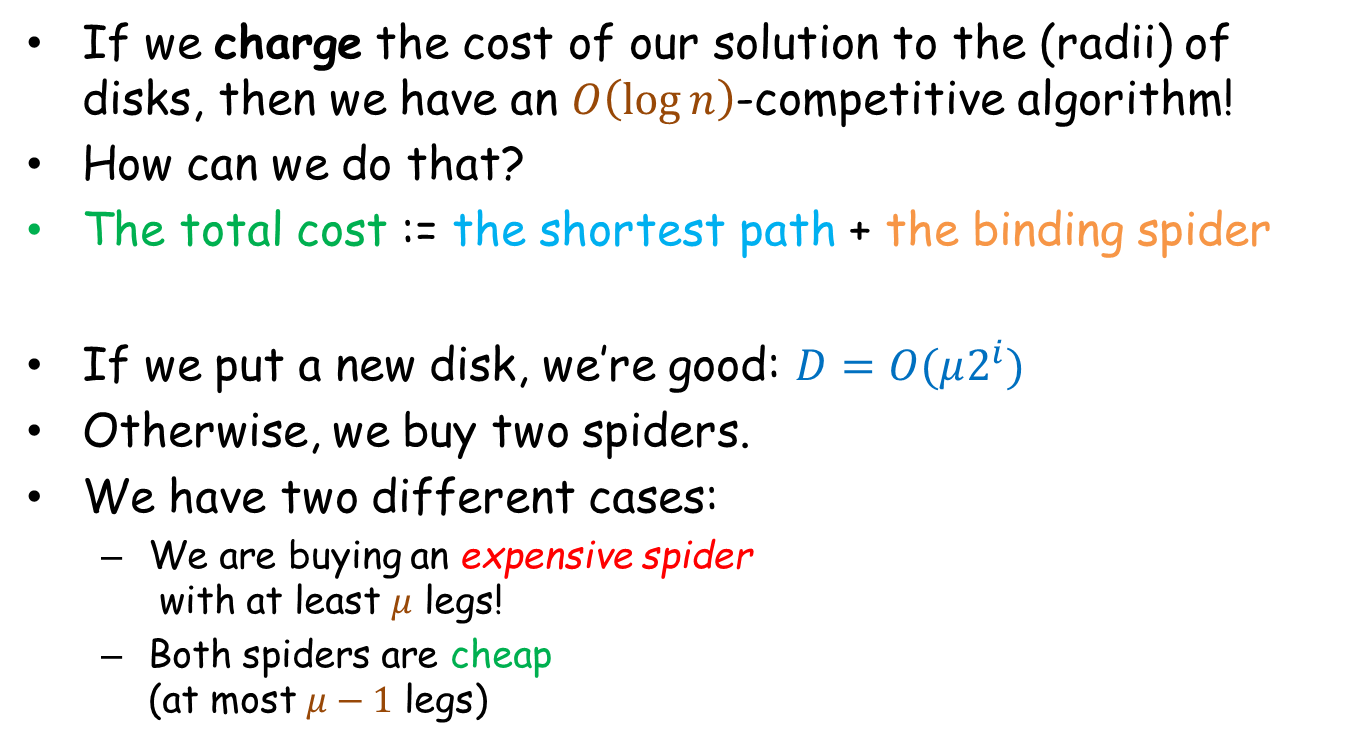 • If we charge the cost of our solution to the (radii) of
disks, then we have an O(log n)-competitive algorithm!
• How can we do that?
• The total cost := the shortest path + the binding spider
• If we put a new disk, we’re good: D = O(μ2^i)
• Otherwise, we buy two spiders.
• We have two different cases:
– We are buying an expensive spider
with at least μ legs!
– Both spiders are cheap
(at most μ − 1 legs)